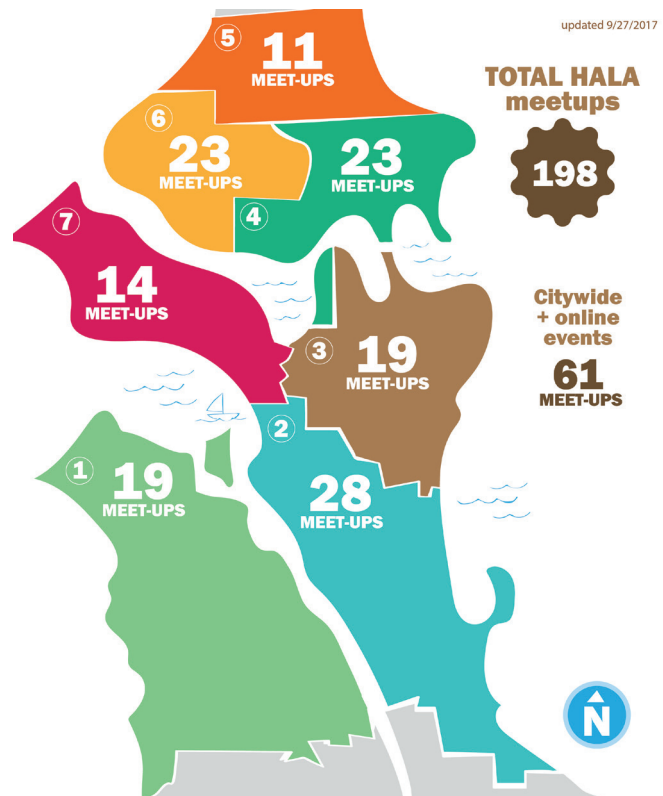 updated 9/27/2017
5
11
MEET-UPS
TOTAL HALA
meetups
198
6
23
MEET-UPS
23
MEET-UPS
4
7
14
MEET-UPS
Citywide
+ online
events
61
MEET-UPS
3
19
MEET-UPS
2
28
MEET-UPS
1
19
MEET-UPS
N